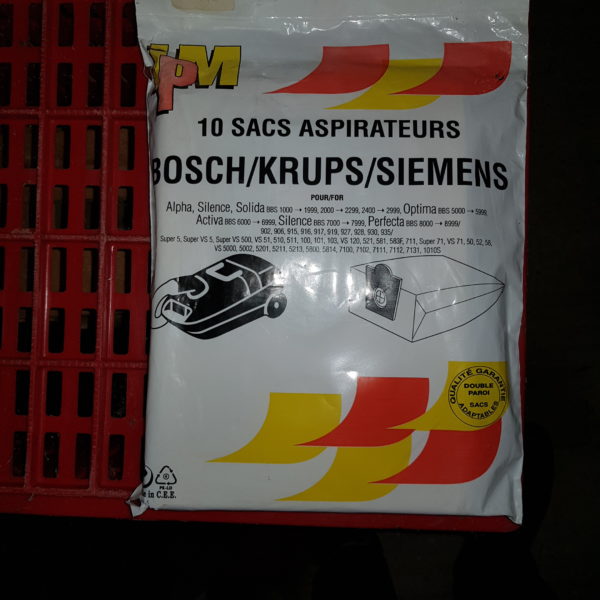 TPM
10 SACS ASPIRATEURS
BOSCH/KRUPS/SIEMENS
POUR/FOR
Alpha, Silence, Solida BBS 1000 → 1999, 2000 → 2299, 2400 → 2999, Optima BBS 5000 → 5999,
Activa BBS 6000 → 6999, Silence BBS 7000 → 7999, Perfecta BBS 8000 → 8999/
902, 906, 915, 916, 917, 919, 927, 928, 930, 935/
Super 5, Super VS 5, Super VS 500, VS 51, 510, 511, 100, 101, 103, VS 120, 521, 581, 583F, 711, Super 71, VS 71, 50, 52, 58,
VS 5000, 5002, 5201, 5211, 5213, 5800, 5814, 7100, 7102, 7111, 7112, 7131, 1010S
QUALITÉ GARANTIE
DOUBLE
PAROI
SACS
ADAPTABLES
PE-LD
in C.E.E.